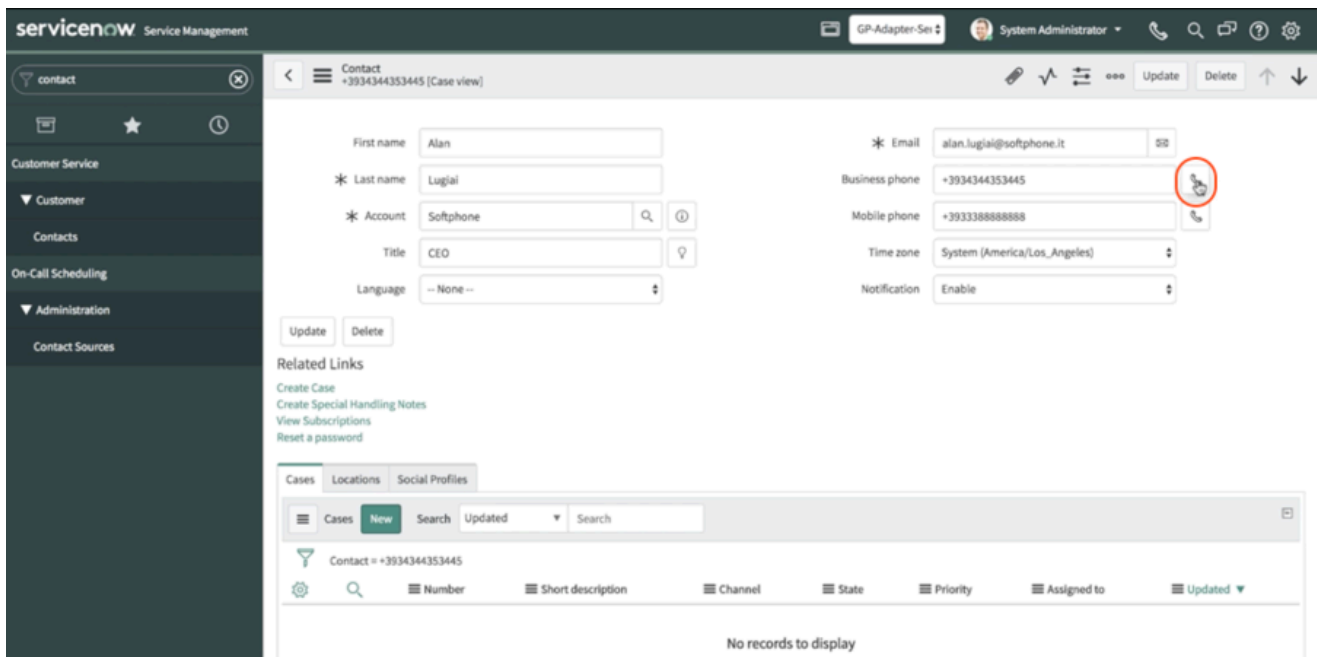 servicenow Service Management
GP-Adapter-Ser
System Administrator
contact
Contact
+3934344353445 [Case view]
Update
Delete
Customer Service
Customer
Contacts
On-Call Scheduling
Administration
Contact Sources
First name
Alan
Email
alan.lugiai@softphone.it
Last name
Lugiai
Business phone
+3934344353445
Account
Softphone
Mobile phone
+3933388888888
Title
CEO
Time zone
System (America/Los_Angeles)
Language
-- None --
Notification
Enable
Update
Delete
Related Links
Create Case
Create Special Handling Notes
View Subscriptions
Reset a password
Cases
Locations
Social Profiles
Cases
New
Search
Updated
Search
Contact = +3934344353445
Number
Short description
Channel
State
Priority
Assigned to
Updated
No records to display